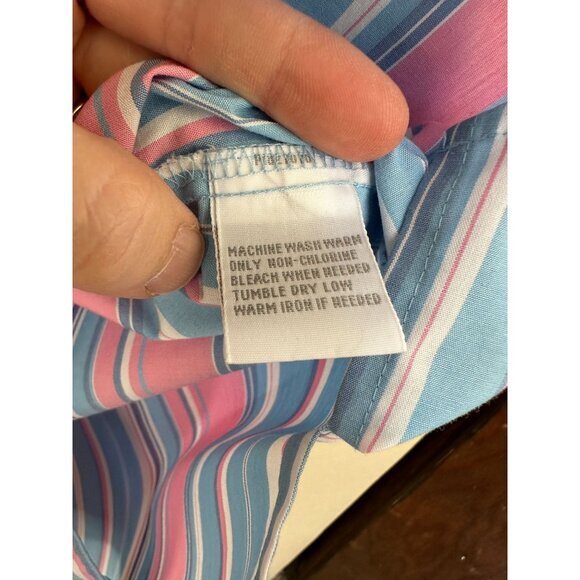 MACHINE WASH WARM
ONLY NON-CHLORINE
BLEACH WHEN NEEDED
TUMBLE DRY LOW
WARM IRON IF NEEDED